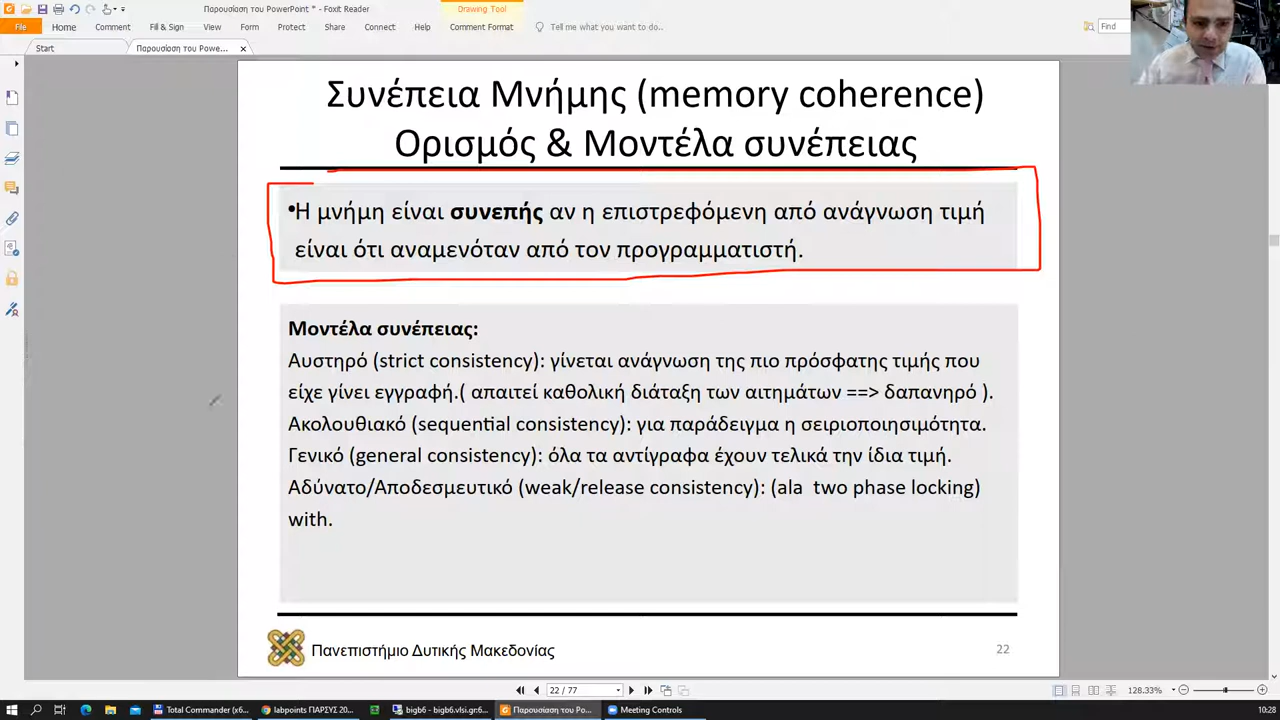 Παρουσίαση του PowerPoint * - Foxit Reader
Drawing Tool
File Home Comment Fill & Sign View Form Protect Share Connect Help Comment Format Tell me what you want to do..
Find
Start Παρουσίαση του Powe...
Συνέπεια Μνήμης (memory coherence)
Ορισμός & Μοντέλα συνέπειας
•Η μνήμη είναι συνεπής αν η επιστρεφόμενη από ανάγνωση τιμή
είναι ότι αναμενόταν από τον προγραμματιστή.
Μοντέλα συνέπειας:
Αυστηρό (strict consistency): γίνεται ανάγνωση της πιο πρόσφατης τιμής που
είχε γίνει εγγραφή.( απαιτεί καθολική διάταξη των αιτημάτων ==> δαπανηρό ).
Ακολουθιακό (sequential consistency): για παράδειγμα η σειριοποιησιμότητα.
Γενικό (general consistency): όλα τα αντίγραφα έχουν τελικά την ίδια τιμή.
Αδύνατο/Αποδεσμευτικό (weak/release consistency): (ala two phase locking)
with.
Πανεπιστήμιο Δυτικής Μακεδονίας
22
22 / 77
128.33%
Total Commander (x6... labpoints ΠΑΡΣΥΣ 20... bigb6 - bigb6.vlsi.gr:6... Παρουσίαση του Po... Meeting Controls
10:28